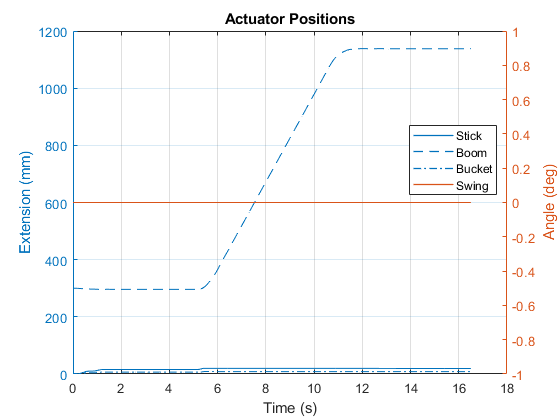 Actuator Positions
1200
1000
800
600
400
200
0
Extension (mm)
1
0.8
0.6
0.4
0.2
0
-0.2
-0.4
-0.6
-0.8
-1
Angle (deg)
Stick
Boom
Bucket
Swing
0 2 4 6 8 10 12 14 16 18
Time (s)